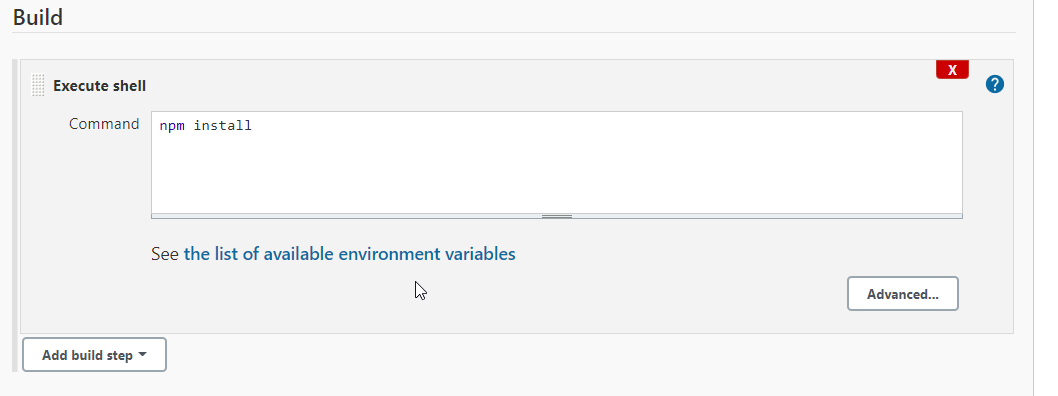 Build
X
Execute shell
?
Command
npm install
See the list of available environment variables
Advanced...
Add build step